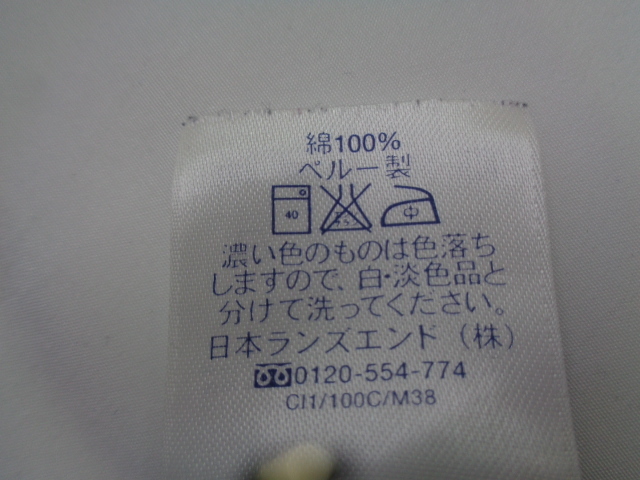 綿100%
ペルー製
40 中
濃い色のものは色落ち
しますので、白・淡色品と
分けて洗ってください。
日本ランズエンド（株）
0120-554-774
CI1/100C/M38